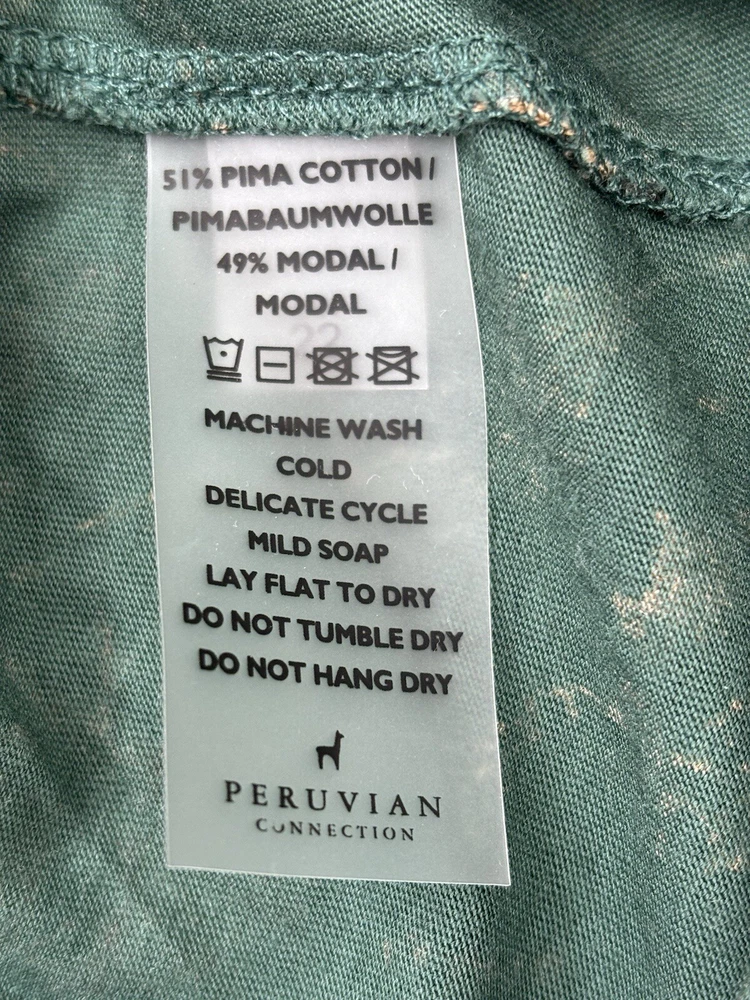 51% PIMA COTTON /
PIMABAUMWOLLE
49% MODAL /
MODAL
22
MACHINE WASH
COLD
DELICATE CYCLE
MILD SOAP
LAY FLAT TO DRY
DO NOT TUMBLE DRY
DO NOT HANG DRY
PERUVIAN
CONNECTION